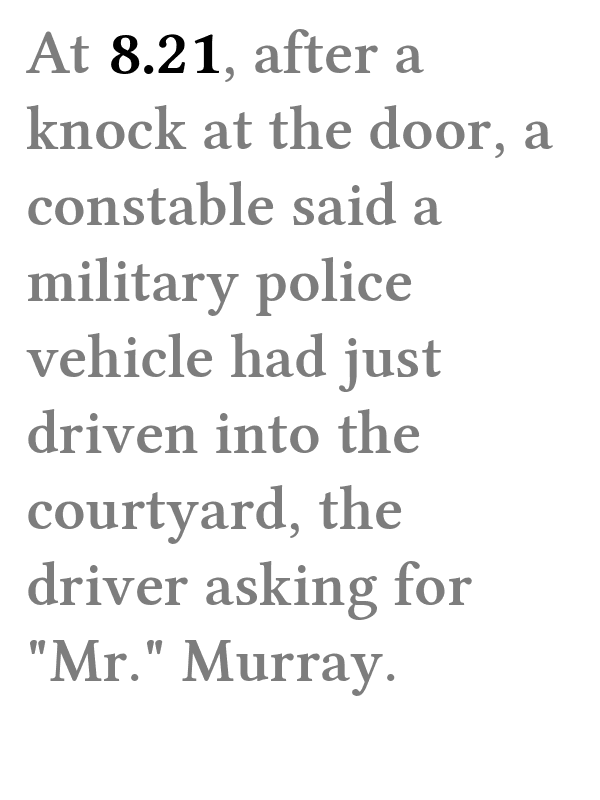 At 8.21, after a
knock at the door, a
constable said a
military police
vehicle had just
driven into the
courtyard, the
driver asking for
"Mr." Murray.